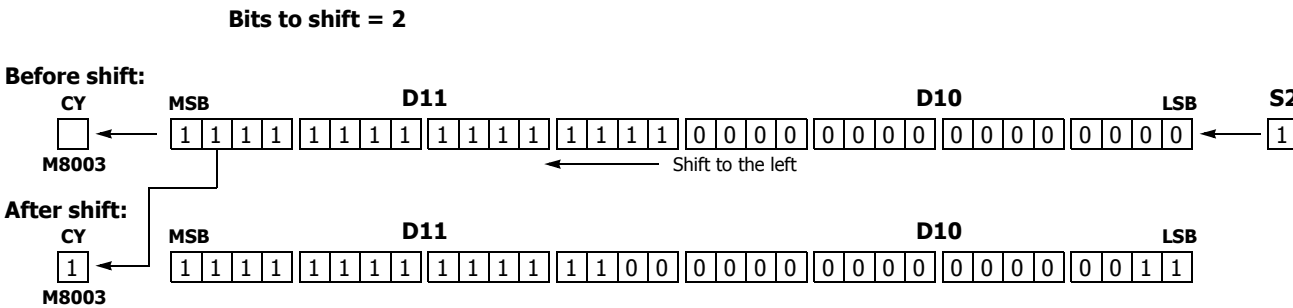 Bits to shift = 2
Before shift:
CY MSB D11 D10 LSB S2
1 1 1 1 1 1 1 1 1 1 1 1 1 1 1 1 0 0 0 0 0 0 0 0 0 0 0 0 0 0 0 0 1
M8003 Shift to the left
After shift:
CY MSB D11 D10 LSB
1 1 1 1 1 1 1 1 1 1 1 1 1 1 1 0 0 0 0 0 0 0 0 0 0 0 0 0 0 0 0 1 1
M8003